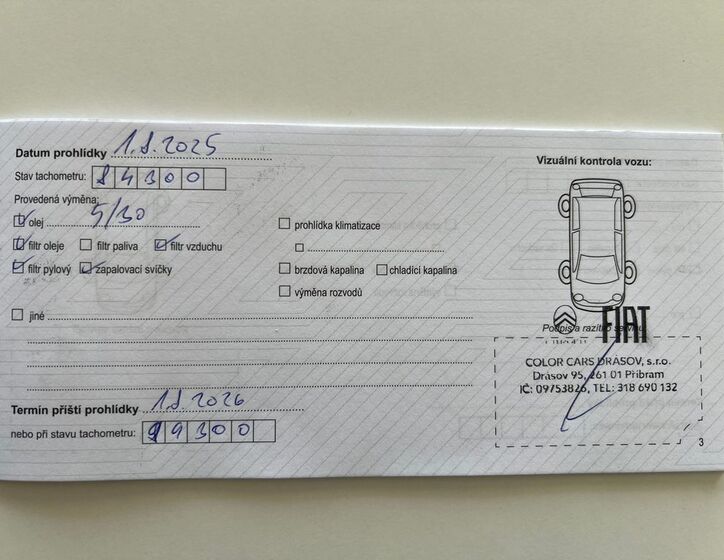 Datum prohlídky 1.8.2025
Stav tachometru: 84300
Provedená výměna:
olej 5/30
filtr oleje filtr paliva filtr vzduchu
filtr pylový zapalovací svíčky
jiné
Termín příští prohlídky 1.8.2026
nebo při stavu tachometru: 99300
prohlídka klimatizace
brzdová kapalina chladící kapalina
výměna rozvodů
Vizuální kontrola vozu:
Podpis a razítko
FIAT
COLOR CARS DRÁSOV, s.r.o.
Drásov 95, 261 01 Příbram
IČ: 09753826, TEL: 318 690 132
3